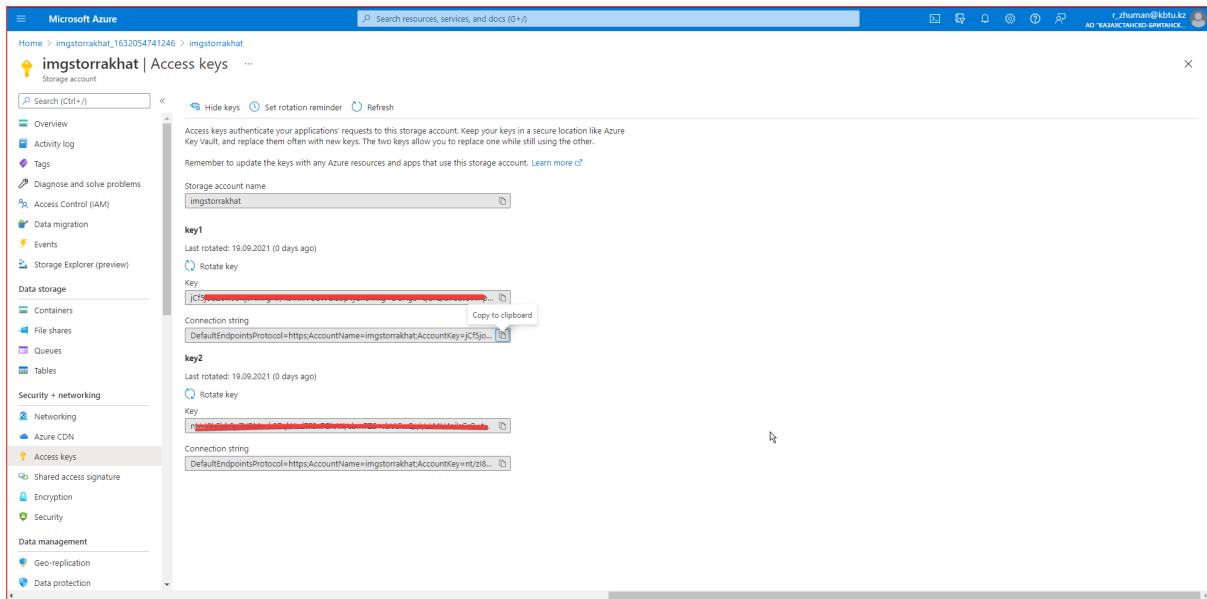 Microsoft Azure
Search resources, services, and docs (G+/)
r_zhuman@kbtu.kz
АО "КАЗАХСТАНСКО-БРИТАНСК...
Home > imgstorrakhat_1632054741246 > imgstorrakhat
imgstorrakhat | Access keys ...
Storage account
Search (Ctrl+/)
Overview
Activity log
Tags
Diagnose and solve problems
Access Control (IAM)
Data migration
Events
Storage Explorer (preview)
Data storage
Containers
File shares
Queues
Tables
Security + networking
Networking
Azure CDN
Access keys
Shared access signature
Encryption
Security
Data management
Geo-replication
Data protection
Hide keys Set rotation reminder Refresh
Access keys authenticate your applications' requests to this storage account. Keep your keys in a secure location like Azure
Key Vault, and replace them often with new keys. The two keys allow you to replace one while still using the other.
Remember to update the keys with any Azure resources and apps that use this storage account. Learn more
Storage account name
imgstorrakhat
key1
Last rotated: 19.09.2021 (0 days ago)
Rotate key
Key
Copy to clipboard
Connection string
DefaultEndpointsProtocol=https;AccountName=imgstorrakhat;AccountKey=jCf5jo...
key2
Last rotated: 19.09.2021 (0 days ago)
Rotate key
Key
Connection string
DefaultEndpointsProtocol=https;AccountName=imgstorrakhat;AccountKey=nt/zI8...